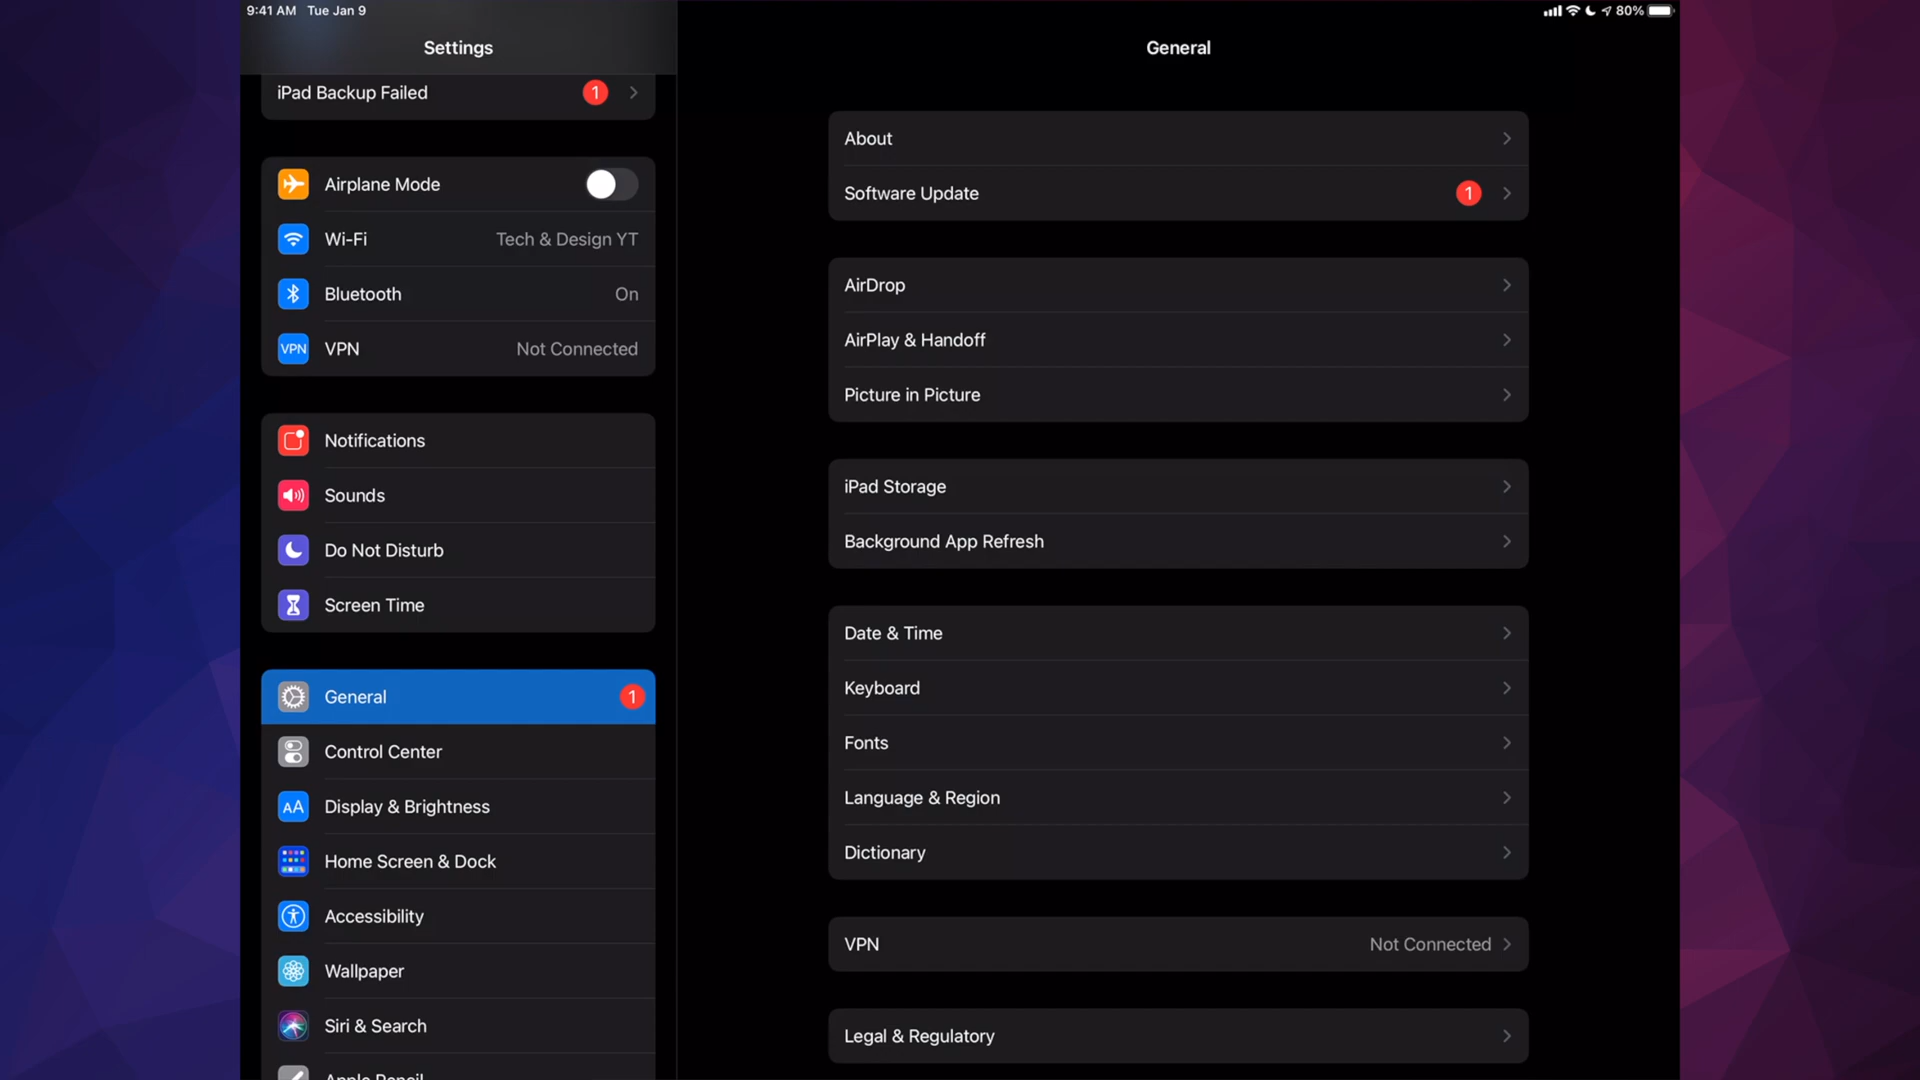 9:41 AM Tue Jan 9
80%
Settings
iPad Backup Failed 1
Airplane Mode
Wi-Fi Tech & Design YT
Bluetooth On
VPN VPN Not Connected
Notifications
Sounds
Do Not Disturb
Screen Time
General 1
Control Center
AA Display & Brightness
Home Screen & Dock
Accessibility
Wallpaper
Siri & Search
Apple Pencil
General
About
Software Update 1
AirDrop
AirPlay & Handoff
Picture in Picture
iPad Storage
Background App Refresh
Date & Time
Keyboard
Fonts
Language & Region
Dictionary
VPN Not Connected
Legal & Regulatory